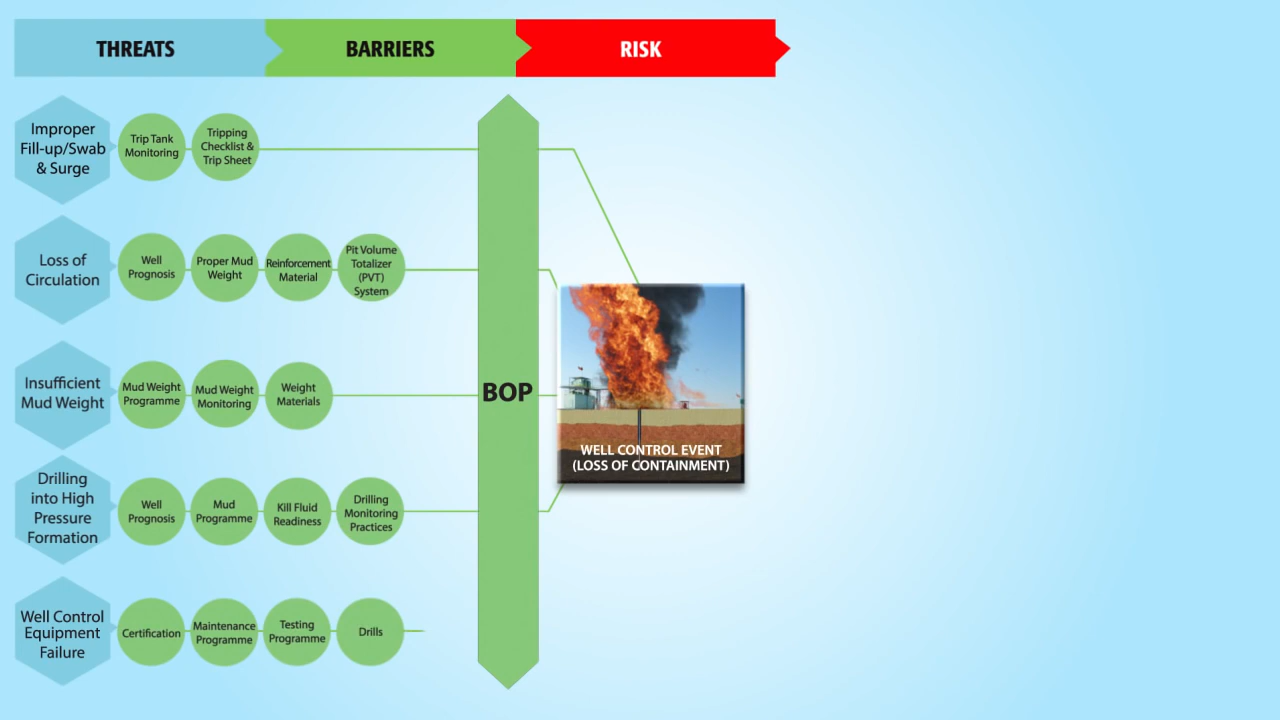 THREATS
BARRIERS
RISK
Improper
Fill-up/Swab
& Surge
Trip Tank
Monitoring
Tripping
Checklist &
Trip Sheet
Loss of
Circulation
Well
Prognosis
Proper Mud
Weight
Reinforcement
Material
Pit Volume
Totalizer
(PVT)
System
Insufficient
Mud Weight
Mud Weight
Programme
Mud Weight
Monitoring
Weight
Materials
BOP
WELL CONTROL EVENT
(LOSS OF CONTAINMENT)
Drilling
into High
Pressure
Formation
Well
Prognosis
Mud
Programme
Kill Fluid
Readiness
Drilling
Monitoring
Practices
Well Control
Equipment
Failure
Certification
Maintenance
Programme
Testing
Programme
Drills